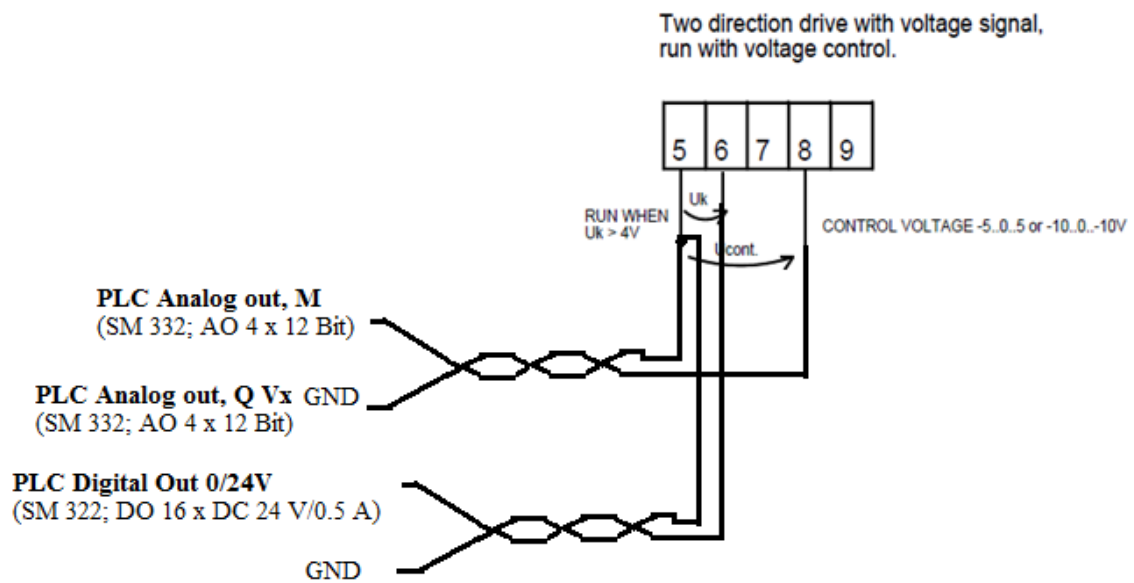 Two direction drive with voltage signal,
run with voltage control.
5 6 7 8 9
Uk
RUN WHEN
Uk > 4V
CONTROL VOLTAGE -5..0..5 or -10..0..-10V
Ucont.
PLC Analog out, M
(SM 332; AO 4 x 12 Bit)
PLC Analog out, Q Vx GND
(SM 332; AO 4 x 12 Bit)
PLC Digital Out 0/24V
(SM 322; DO 16 x DC 24 V/0.5 A)
GND